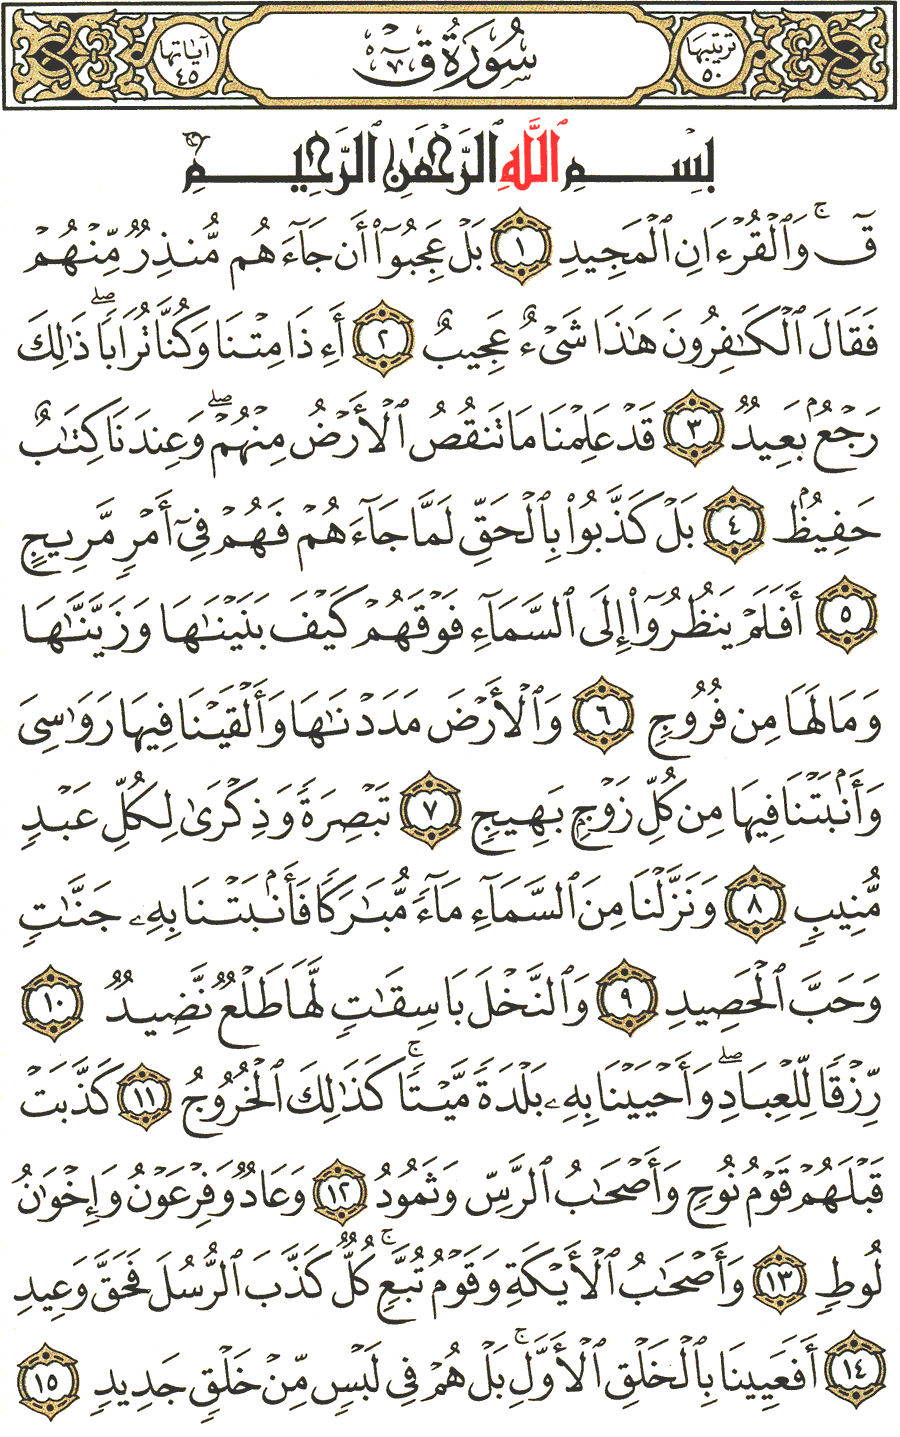 آياتها ٤٥ سُورَةُ قٓ ترتيبها ٥٠
بِسْمِ ٱللَّهِ ٱلرَّحْمَٰنِ ٱلرَّحِيمِ
قٓ ۚ وَٱلْقُرْءَانِ ٱلْمَجِيدِ ١ بَلْ عَجِبُوٓا۟ أَن جَآءَهُم مُّنذِرٌ مِّنْهُمْ
فَقَالَ ٱلْكَٰفِرُونَ هَٰذَا شَىْءٌ عَجِيبٌ ٢ أَءِذَا مِتْنَا وَكُنَّا تُرَابًا ۖ ذَٰلِكَ
رَجْعٌۢ بَعِيدٌ ٣ قَدْ عَلِمْنَا مَا تَنقُصُ ٱلْأَرْضُ مِنْهُمْ ۖ وَعِندَنَا كِتَٰبٌ
حَفِيظٌۢ ٤ بَلْ كَذَّبُوا۟ بِٱلْحَقِّ لَمَّا جَآءَهُمْ فَهُمْ فِىٓ أَمْرٍ مَّرِيجٍ
٥ أَفَلَمْ يَنظُرُوٓا۟ إِلَى ٱلسَّمَآءِ فَوْقَهُمْ كَيْفَ بَنَيْنَٰهَا وَزَيَّنَّٰهَا
وَمَا لَهَا مِن فُرُوجٍ ٦ وَٱلْأَرْضَ مَدَدْنَٰهَا وَأَلْقَيْنَا فِيهَا رَوَٰسِىَ
وَأَنۢبَتْنَا فِيهَا مِن كُلِّ زَوْجٍۭ بَهِيجٍ ٧ تَبْصِرَةً وَذِكْرَىٰ لِكُلِّ عَبْدٍ
مُّنِيبٍ ٨ وَنَزَّلْنَا مِنَ ٱلسَّمَآءِ مَآءً مُّبَٰرَكًا فَأَنۢبَتْنَا بِهِۦ جَنَّٰتٍ
وَحَبَّ ٱلْحَصِيدِ ٩ وَٱلنَّخْلَ بَاسِقَٰتٍ لَّهَا طَلْعٌ نَّضِيدٌ ١٠
رِّزْقًا لِّلْعِبَادِ ۖ وَأَحْيَيْنَا بِهِۦ بَلْدَةً مَّيْتًا ۚ كَذَٰلِكَ ٱلْخُرُوجُ ١١ كَذَّبَتْ
قَبْلَهُمْ قَوْمُ نُوحٍ وَأَصْحَٰبُ ٱلرَّسِّ وَثَمُودُ ١٢ وَعَادٌ وَفِرْعَوْنُ وَإِخْوَٰنُ
لُوطٍ ١٣ وَأَصْحَٰبُ ٱلْأَيْكَةِ وَقَوْمُ تُبَّعٍ ۚ كُلٌّ كَذَّبَ ٱلرُّسُلَ فَحَقَّ وَعِيدِ
١٤ أَفَعَيِينَا بِٱلْخَلْقِ ٱلْأَوَّلِ ۚ بَلْ هُمْ فِى لَبْسٍ مِّنْ خَلْقٍ جَدِيدٍ ١٥